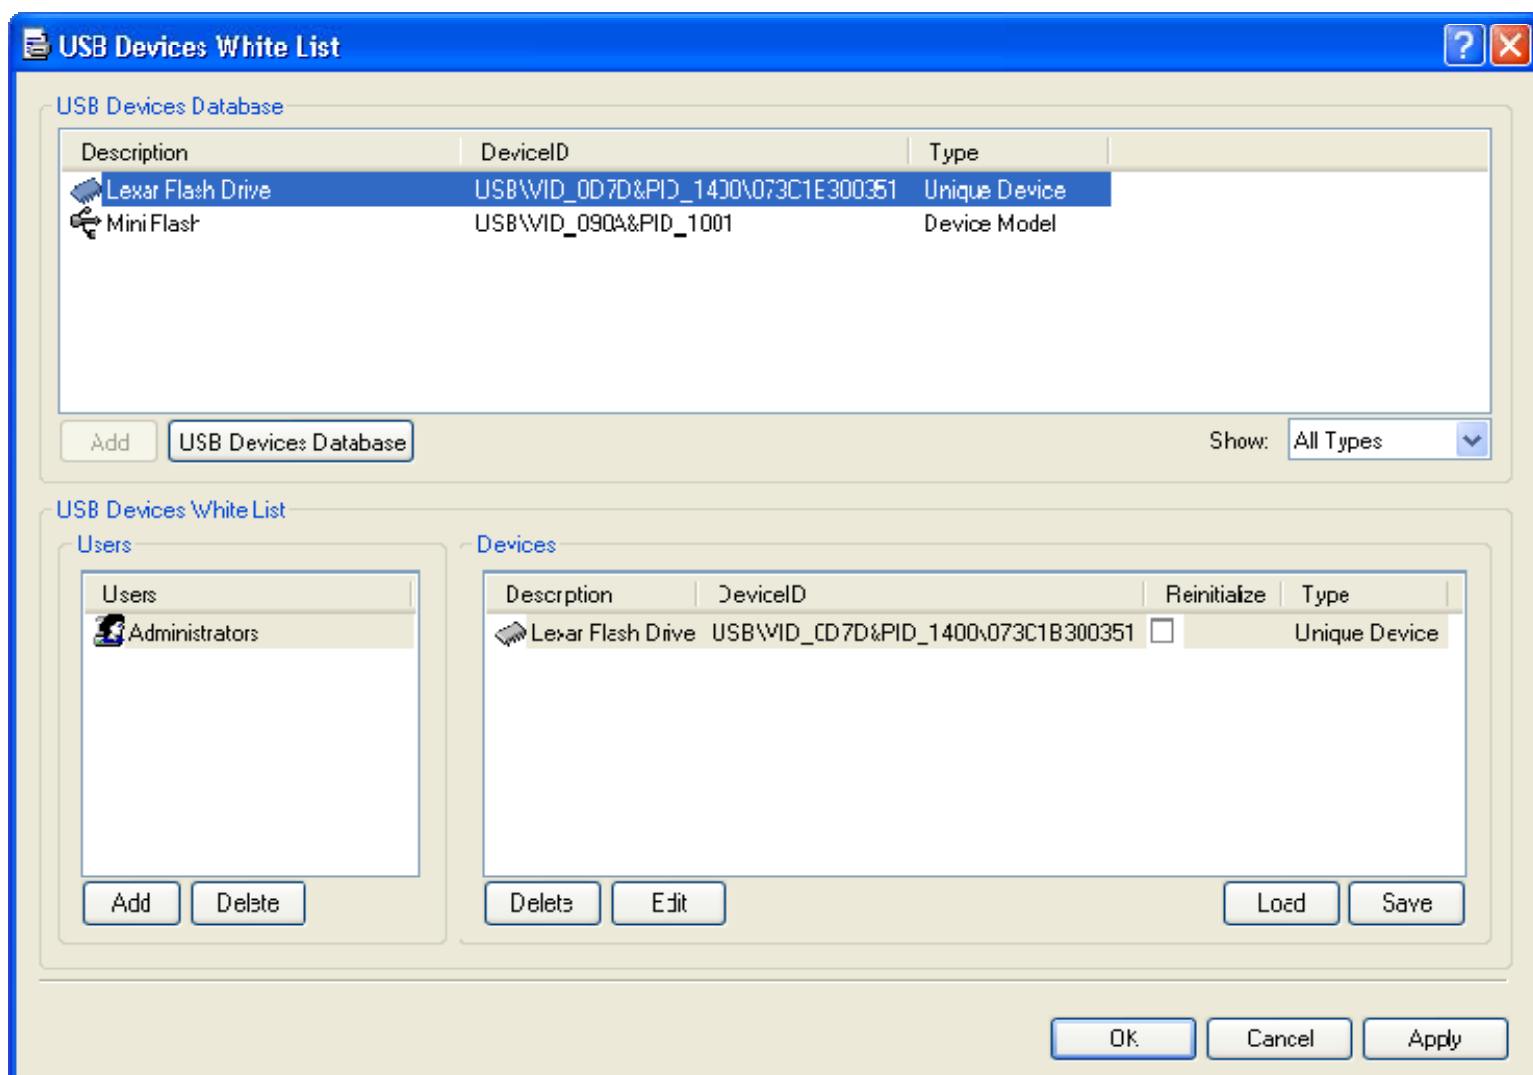 USB Devices White List
USB Devices Database
Description DeviceID Type
Lexar Flash Drive USB\VID_0D7D&PID_1400\073C1E300351 Unique Device
Mini Flash USB\VID_090A&PID_1001 Device Model
Add USB Devices Database Show: All Types
USB Devices White List
Users Devices
Users Description DeviceID Reinitialize Type
Administrators Lexar Flash Drive USB\VID_0D7D&PID_1400\073C1B300351 Unique Device
Add Delete Delete Edit Load Save
OK Cancel Apply